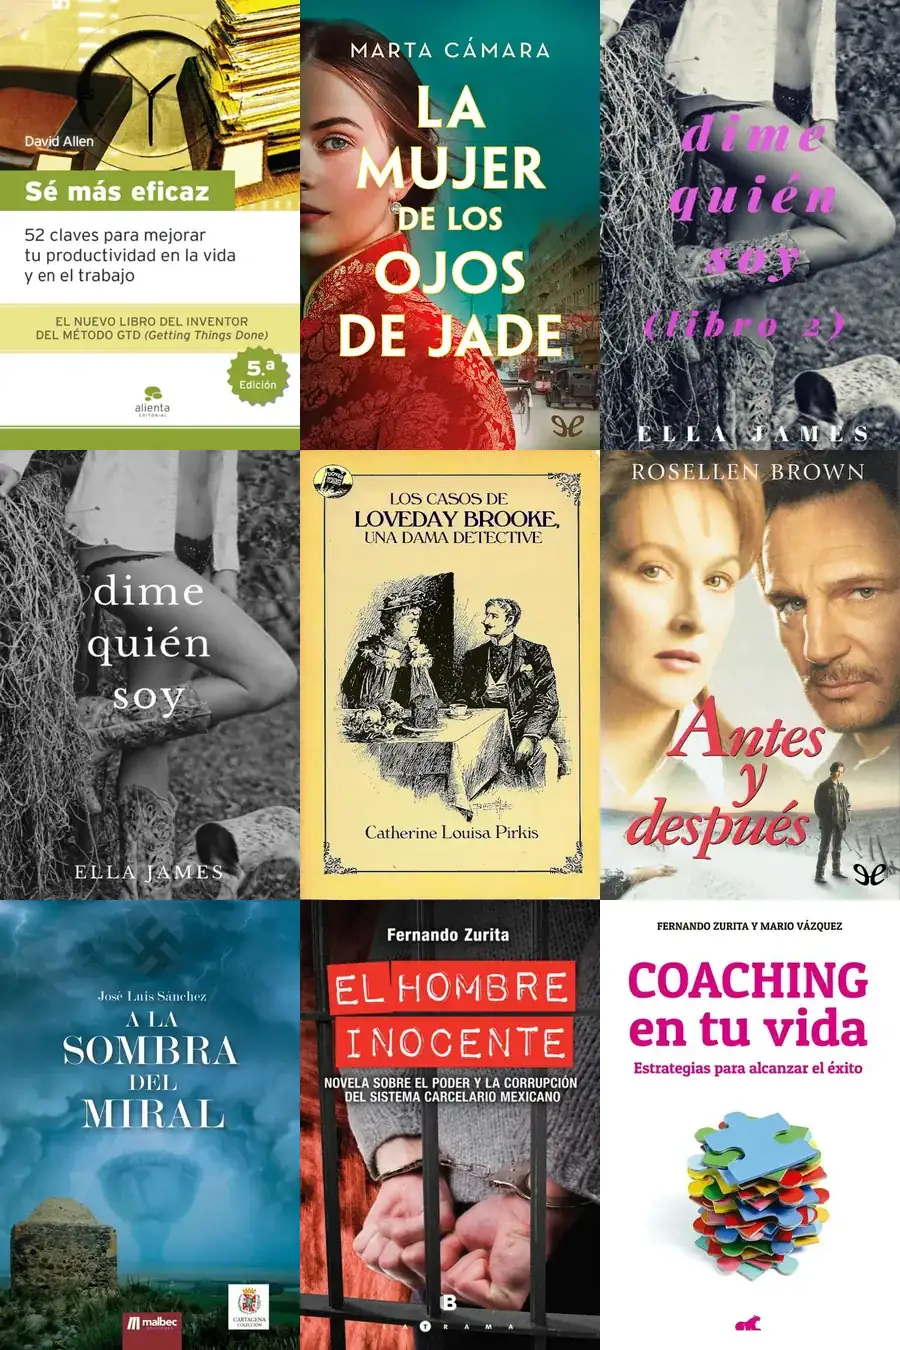 David Allen
Sé más eficaz
52 claves para mejorar
tu productividad en la vida
y en el trabajo
EL NUEVO LIBRO DEL INVENTOR
DEL MÉTODO GTD (Getting Things Done)
5.ª
Edición
alienta
EDITORIAL
MARTA CÁMARA
LA
MUJER
DE LOS
OJOS
DE JADE
dime
quién
soy
(libro 2)
ELLA JAMES
dime
quién
soy
ELLA JAMES
LOS CASOS DE
LOVEDAY BROOKE,
UNA DAMA DETECTIVE
Catherine Louisa Pirkis
ROSELLEN BROWN
Antes
y
después
José Luis Sánchez
A LA
SOMBRA
DEL
MIRAL
malbec
CARTAGENA
COLECCIÓN
Fernando Zurita
EL HOMBRE
INOCENTE
NOVELA SOBRE EL PODER Y LA CORRUPCIÓN
DEL SISTEMA CARCELARIO MEXICANO
B
A T R A M A
FERNANDO ZURITA Y MARIO VÁZQUEZ
COACHING
en tu vida
Estrategias para alcanzar el éxito